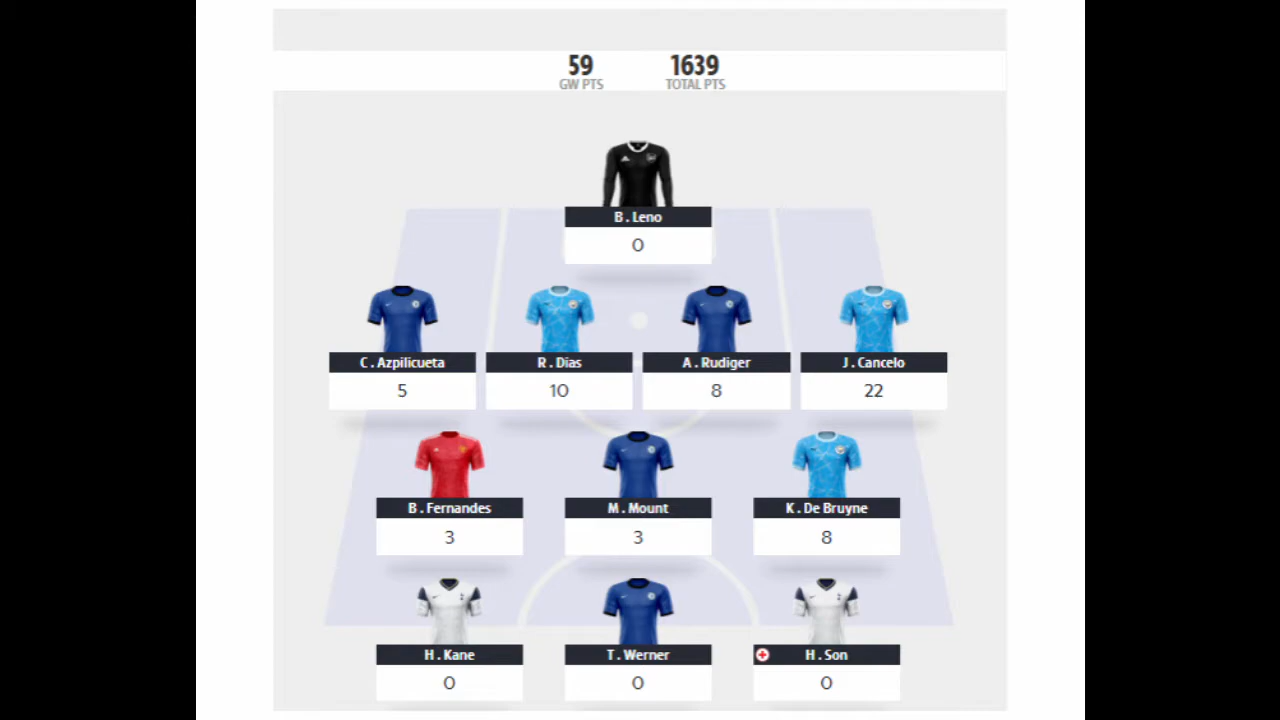 59 1639
GW PTS TOTAL PTS
B . Leno
0
C . Azpilicueta R . Dias A . Rudiger J . Cancelo
5 10 8 22
B . Fernandes M . Mount K . De Bruyne
3 3 8
H . Kane T . Werner H . Son
0 0 0